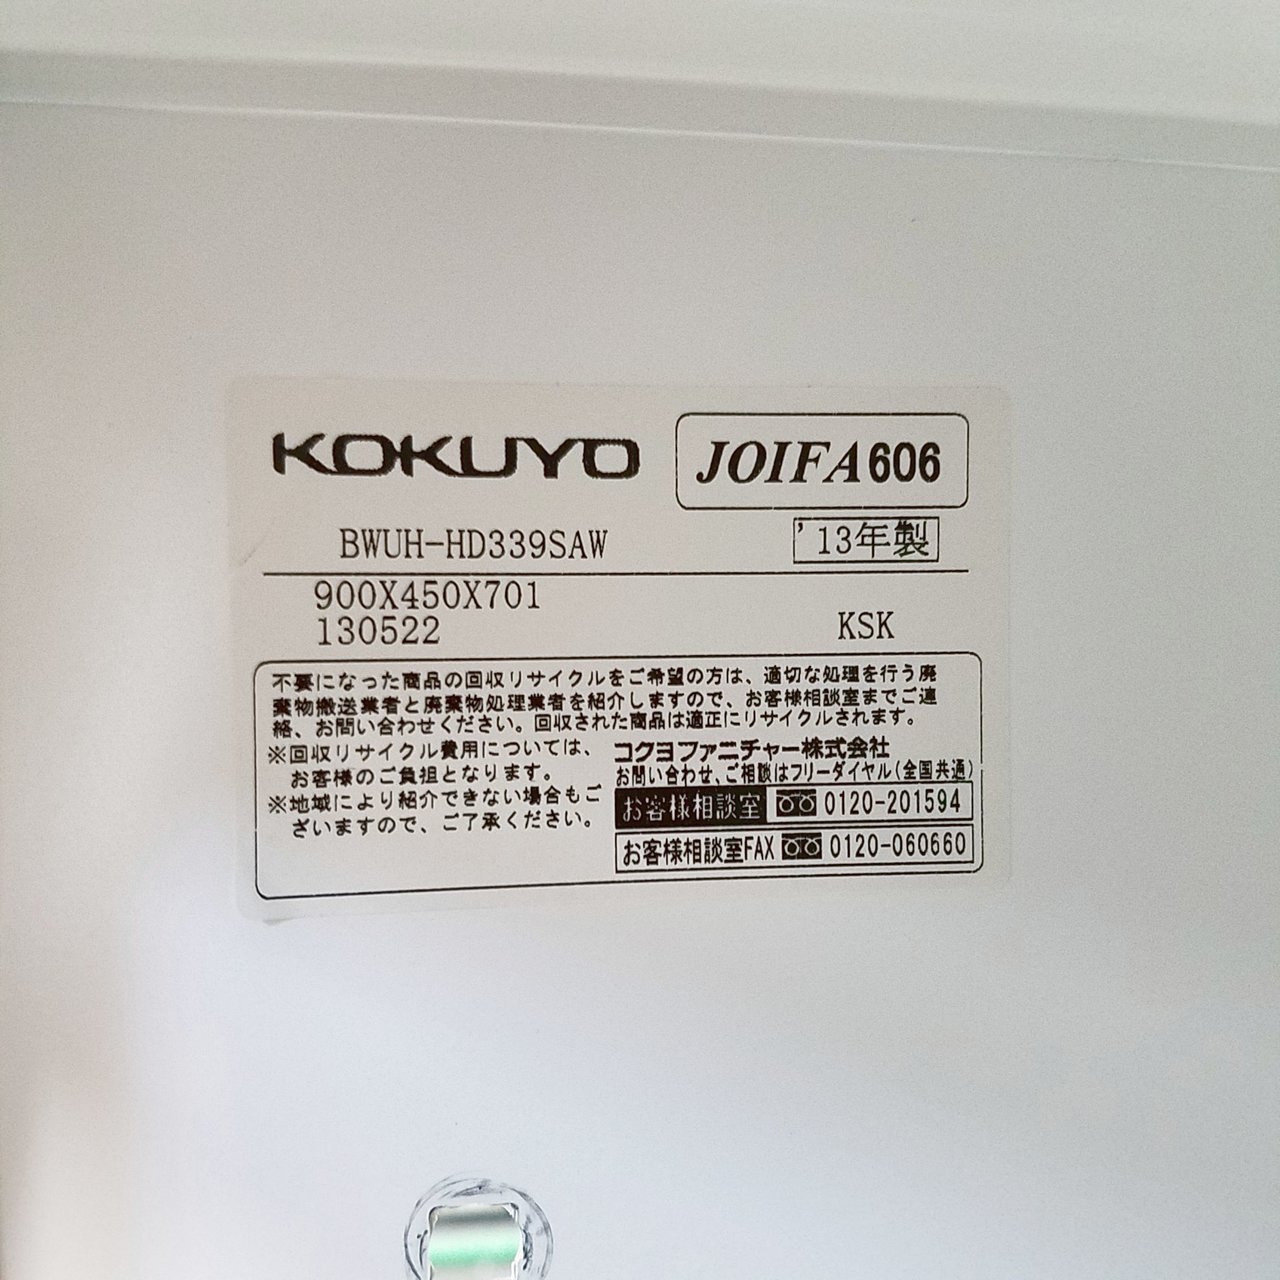 KOKUYO
JOIFA606
BWUH-HD339SAW
'13年製
900X450X701
130522
KSK
不要になった商品の回収リサイクルをご希望の方は、適切な処理を行う廃
棄物搬送業者と廃棄物処理業者を紹介しますので、お客様相談室までご連
絡、お問い合わせください。回収された商品は適正にリサイクルされます。
※回収リサイクル費用については、
お客様のご負担となります。
※地域により紹介できない場合もご
ざいますので、ご了承ください。
コクヨファニチャー株式会社
お問い合わせ、ご相談はフリーダイヤル(全国共通)
お客様相談室 0120-201594
お客様相談室FAX 0120-060660